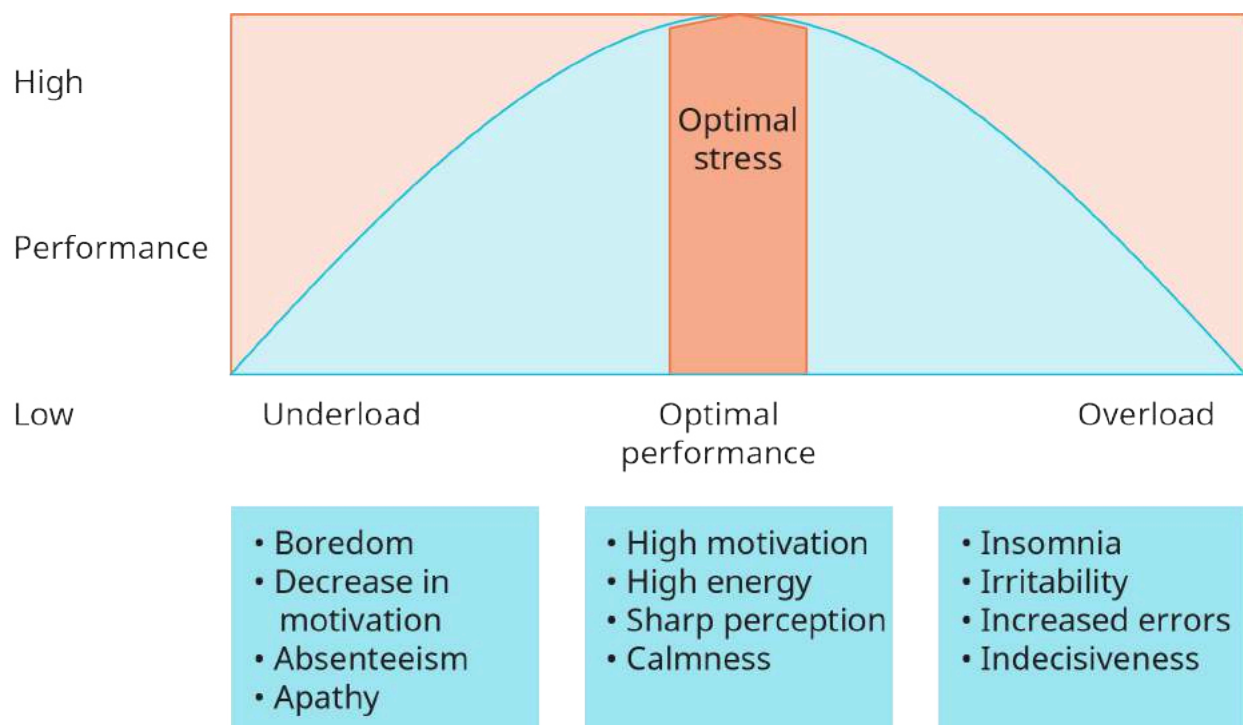 High
Optimal
stress
Performance
Low
Underload
Optimal
performance
Overload
• Boredom
• Decrease in
motivation
• Absenteeism
• Apathy
• High motivation
• High energy
• Sharp perception
• Calmness
• Insomnia
• Irritability
• Increased errors
• Indecisiveness